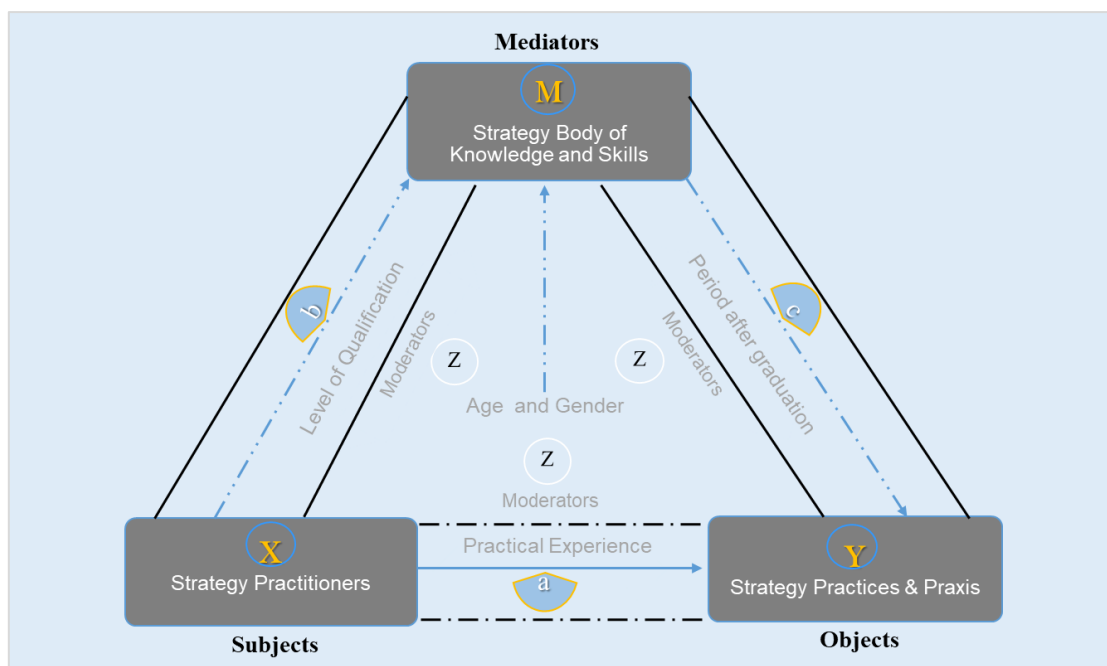 Mediators
M
Strategy Body of
Knowledge and Skills
b
Level of Qualification
Moderators
Z
Z
Moderators
Period after graduation
c
Age and Gender
Z
Moderators
X
Strategy Practitioners
Practical Experience
a
Y
Strategy Practices & Praxis
Subjects
Objects